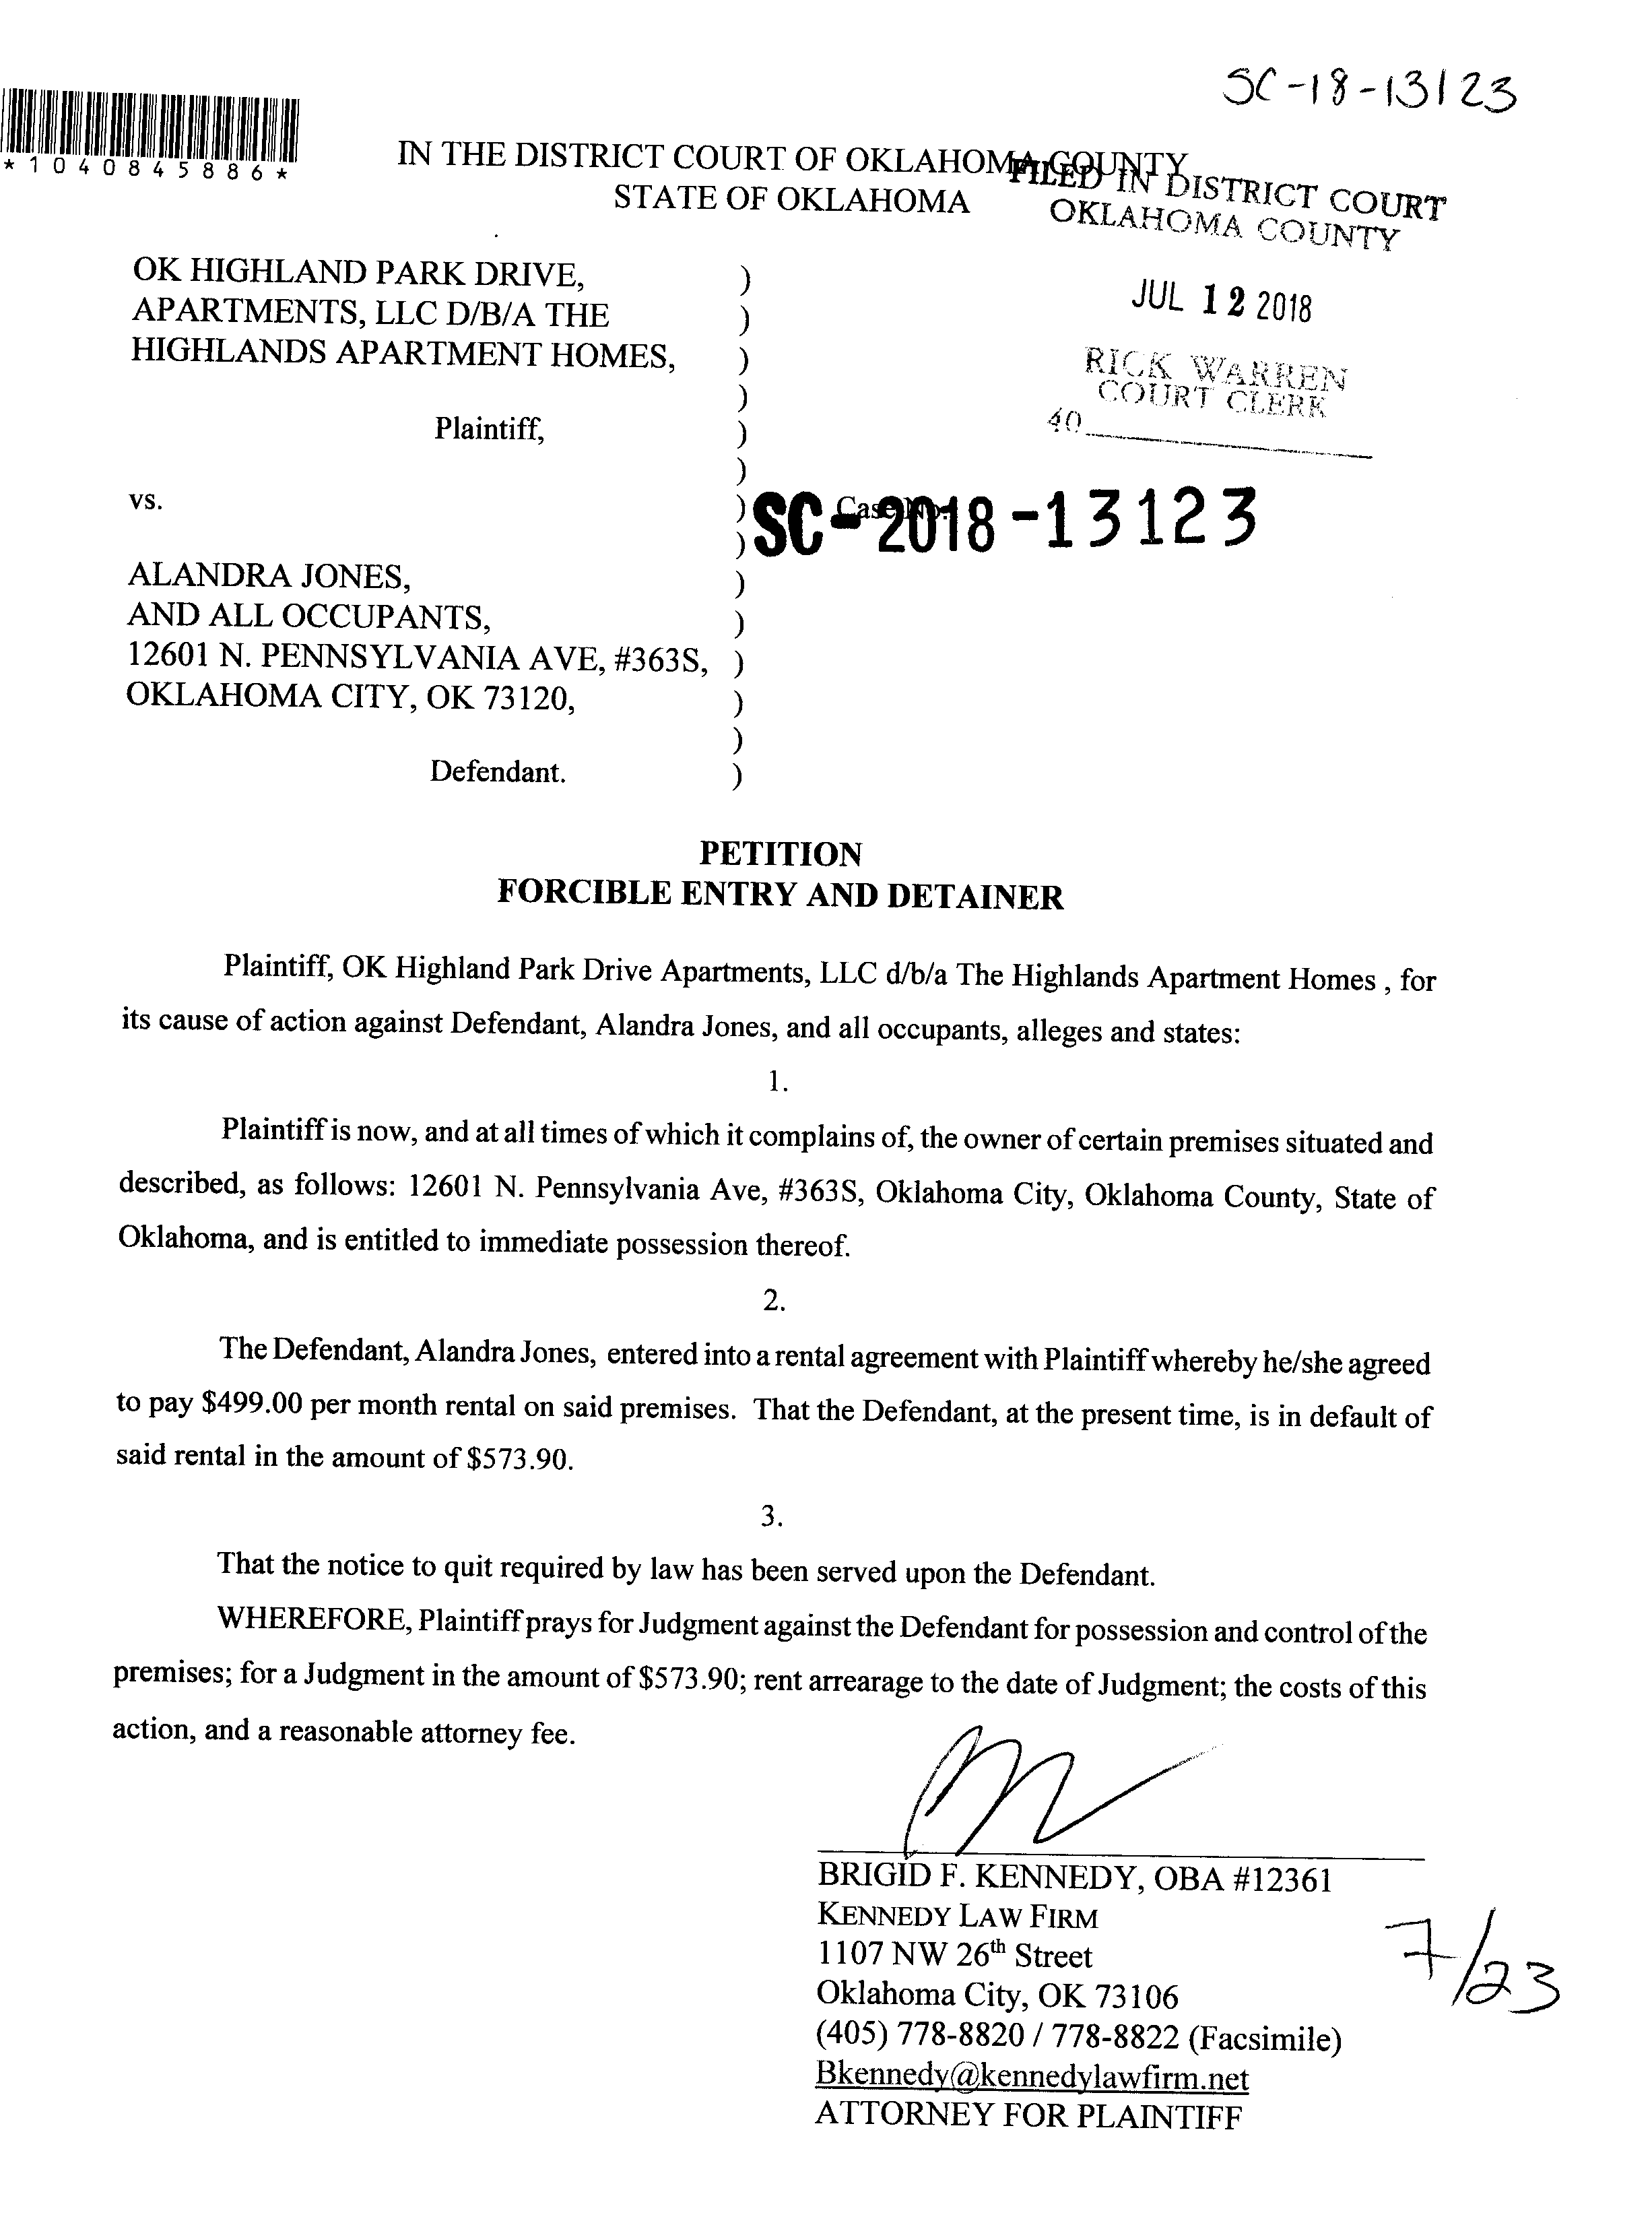 SC-18-13123
*1040845886*
IN THE DISTRICT COURT OF OKLAHOMA COUNTY
STATE OF OKLAHOMA
FILED IN DISTRICT COURT
OKLAHOMA COUNTY
JUL 12 2018
RICK WARREN
COURT CLERK
40
OK HIGHLAND PARK DRIVE, )
APARTMENTS, LLC D/B/A THE )
HIGHLANDS APARTMENT HOMES, )
)
Plaintiff, )
)
vs. ) Case No.
) SC-2018-13123
ALANDRA JONES, )
AND ALL OCCUPANTS, )
12601 N. PENNSYLVANIA AVE, #363S, )
OKLAHOMA CITY, OK 73120, )
)
Defendant. )
PETITION
FORCIBLE ENTRY AND DETAINER
Plaintiff, OK Highland Park Drive Apartments, LLC d/b/a The Highlands Apartment Homes , for
its cause of action against Defendant, Alandra Jones, and all occupants, alleges and states:
1.
Plaintiff is now, and at all times of which it complains of, the owner of certain premises situated and
described, as follows: 12601 N. Pennsylvania Ave, #363S, Oklahoma City, Oklahoma County, State of
Oklahoma, and is entitled to immediate possession thereof.
2.
The Defendant, Alandra Jones, entered into a rental agreement with Plaintiff whereby he/she agreed
to pay $499.00 per month rental on said premises. That the Defendant, at the present time, is in default of
said rental in the amount of $573.90.
3.
That the notice to quit required by law has been served upon the Defendant.
WHEREFORE, Plaintiff prays for Judgment against the Defendant for possession and control of the
premises; for a Judgment in the amount of $573.90; rent arrearage to the date of Judgment; the costs of this
action, and a reasonable attorney fee.
BRIGID F. KENNEDY, OBA #12361
KENNEDY LAW FIRM
1107 NW 26th Street
Oklahoma City, OK 73106
(405) 778-8820 / 778-8822 (Facsimile)
Bkennedy@kennedylawfirm.net
ATTORNEY FOR PLAINTIFF
7/23